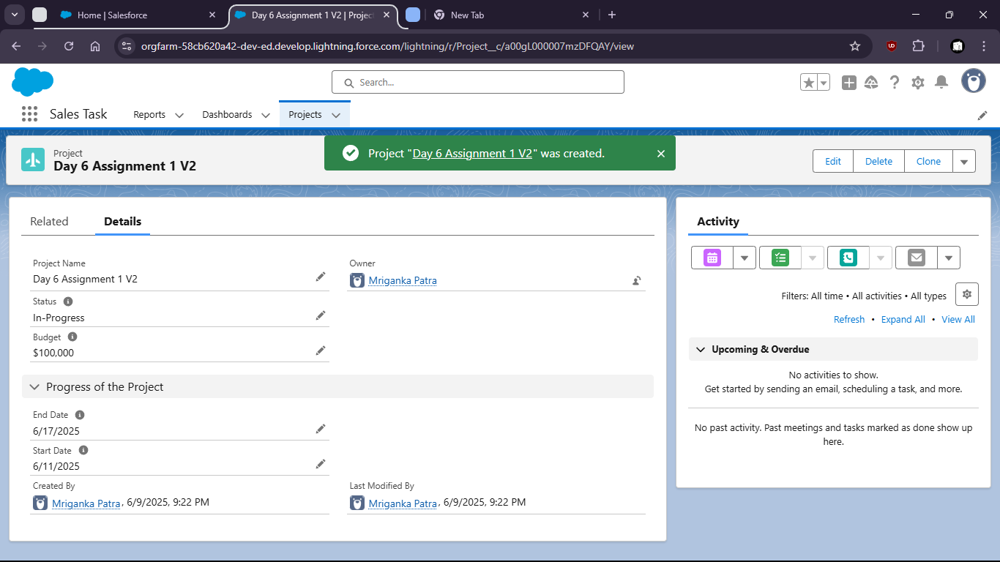 Home | Salesforce
Day 6 Assignment 1 V2 | Projec
New Tab
orgfarm-58cb620a42-dev-ed.develop.lightning.force.com/lightning/r/Project__c/a00gL000007mzDFQAY/view
Search...
Sales Task
Reports
Dashboards
Projects
Project
Day 6 Assignment 1 V2
Project "Day 6 Assignment 1 V2" was created.
Edit
Delete
Clone
Related
Details
Project Name
Day 6 Assignment 1 V2
Owner
Mriganka Patra
Status
In-Progress
Budget
$100,000
Progress of the Project
End Date
6/17/2025
Start Date
6/11/2025
Created By
Mriganka Patra, 6/9/2025, 9:22 PM
Last Modified By
Mriganka Patra, 6/9/2025, 9:22 PM
Activity
Filters: All time • All activities • All types
Refresh • Expand All • View All
Upcoming & Overdue
No activities to show.
Get started by sending an email, scheduling a task, and more.
No past activity. Past meetings and tasks marked as done show up
here.